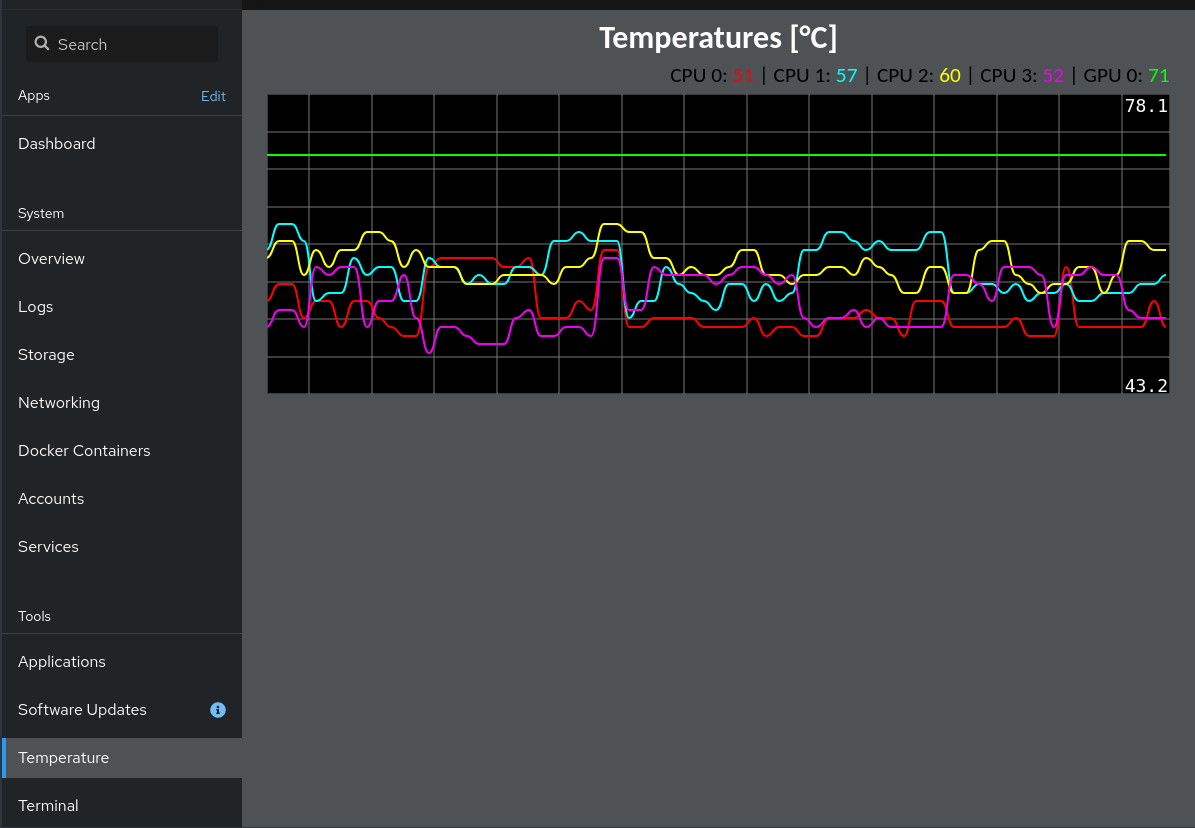 Search
Apps Edit
Dashboard
System
Overview
Logs
Storage
Networking
Docker Containers
Accounts
Services
Tools
Applications
Software Updates
Temperature
Terminal
Temperatures [°C]
CPU 0: 51 | CPU 1: 57 | CPU 2: 60 | CPU 3: 52 | GPU 0: 71
78.1
43.2